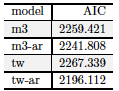 model AIC
m3 2259.421
m3-ar 2241.808
tw 2267.339
tw-ar 2196.112